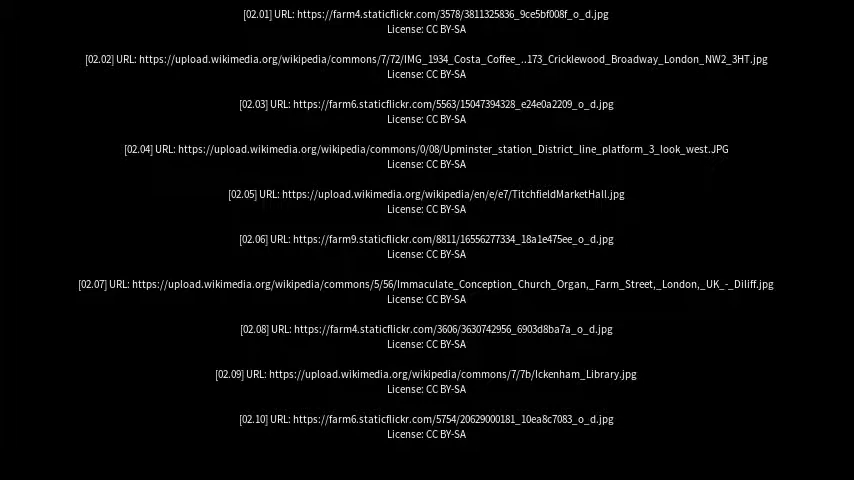 [02.01] URL: https://farm4.staticflickr.com/3578/3811325836_9ce5bf008f_o_d.jpg
License: CC BY-SA
[02.02] URL: https://upload.wikimedia.org/wikipedia/commons/7/72/IMG_1934_Costa_Coffee_..173_Cricklewood_Broadway_London_NW2_3HT.jpg
License: CC BY-SA
[02.03] URL: https://farm6.staticflickr.com/5563/15047394328_e24e0a2209_o_d.jpg
License: CC BY-SA
[02.04] URL: https://upload.wikimedia.org/wikipedia/commons/0/08/Upminster_station_District_line_platform_3_look_west.JPG
License: CC BY-SA
[02.05] URL: https://upload.wikimedia.org/wikipedia/en/e/e7/TitchfieldMarketHall.jpg
License: CC BY-SA
[02.06] URL: https://farm9.staticflickr.com/8811/16556277334_18a1e475ee_o_d.jpg
License: CC BY-SA
[02.07] URL: https://upload.wikimedia.org/wikipedia/commons/5/56/Immaculate_Conception_Church_Organ,_Farm_Street,_London,_UK_-_Diliff.jpg
License: CC BY-SA
[02.08] URL: https://farm4.staticflickr.com/3606/3630742956_6903d8ba7a_o_d.jpg
License: CC BY-SA
[02.09] URL: https://upload.wikimedia.org/wikipedia/commons/7/7b/Ickenham_Library.jpg
License: CC BY-SA
[02.10] URL: https://farm6.staticflickr.com/5754/20629000181_10ea8c7083_o_d.jpg
License: CC BY-SA